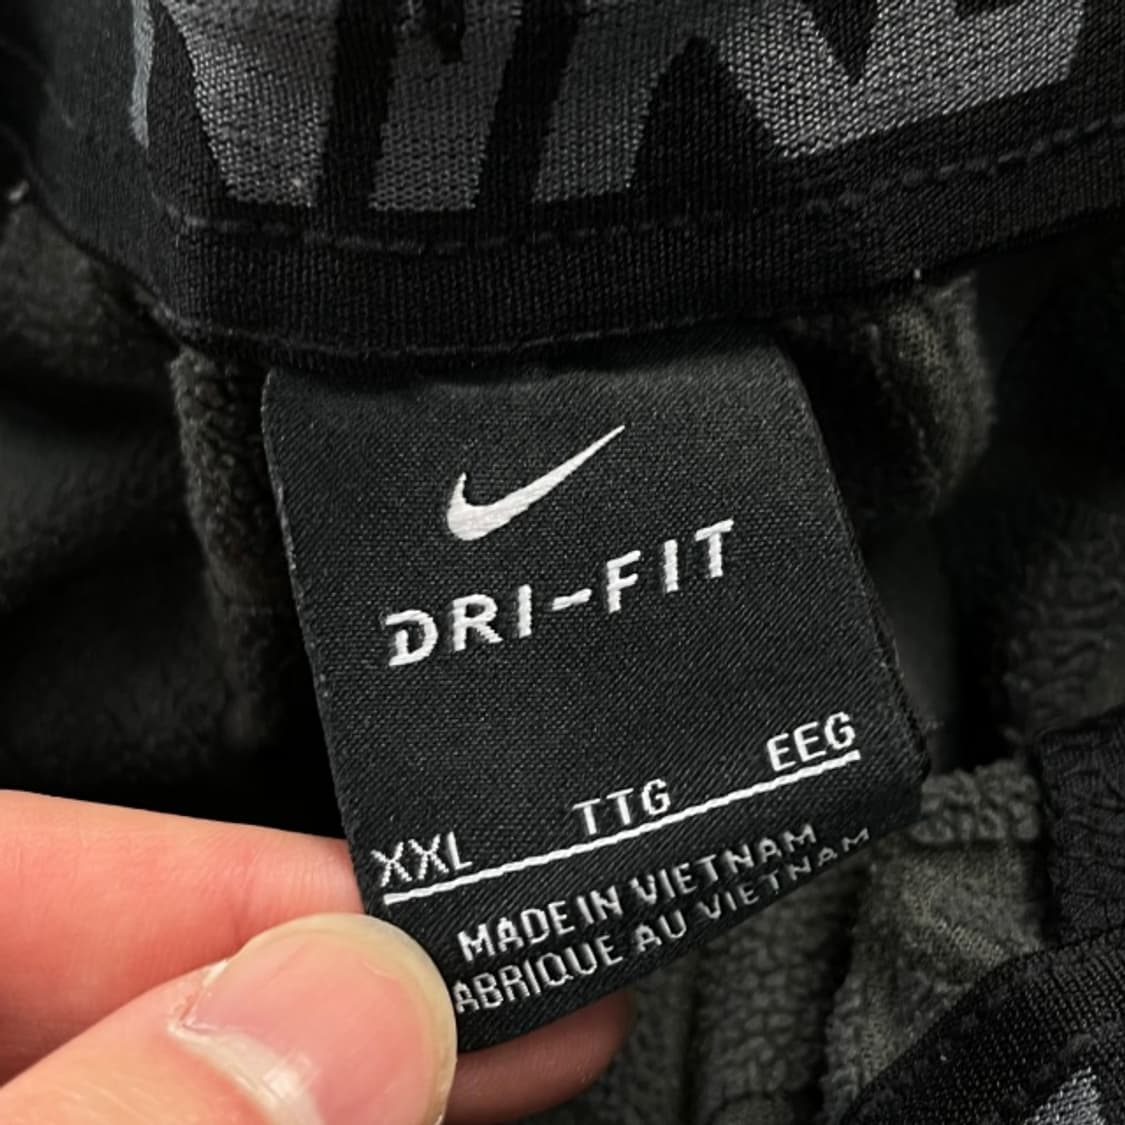 DRI-FIT
XXL TTG EEG
MADE IN VIETNAM
ABRIQUE AU VIETNAM